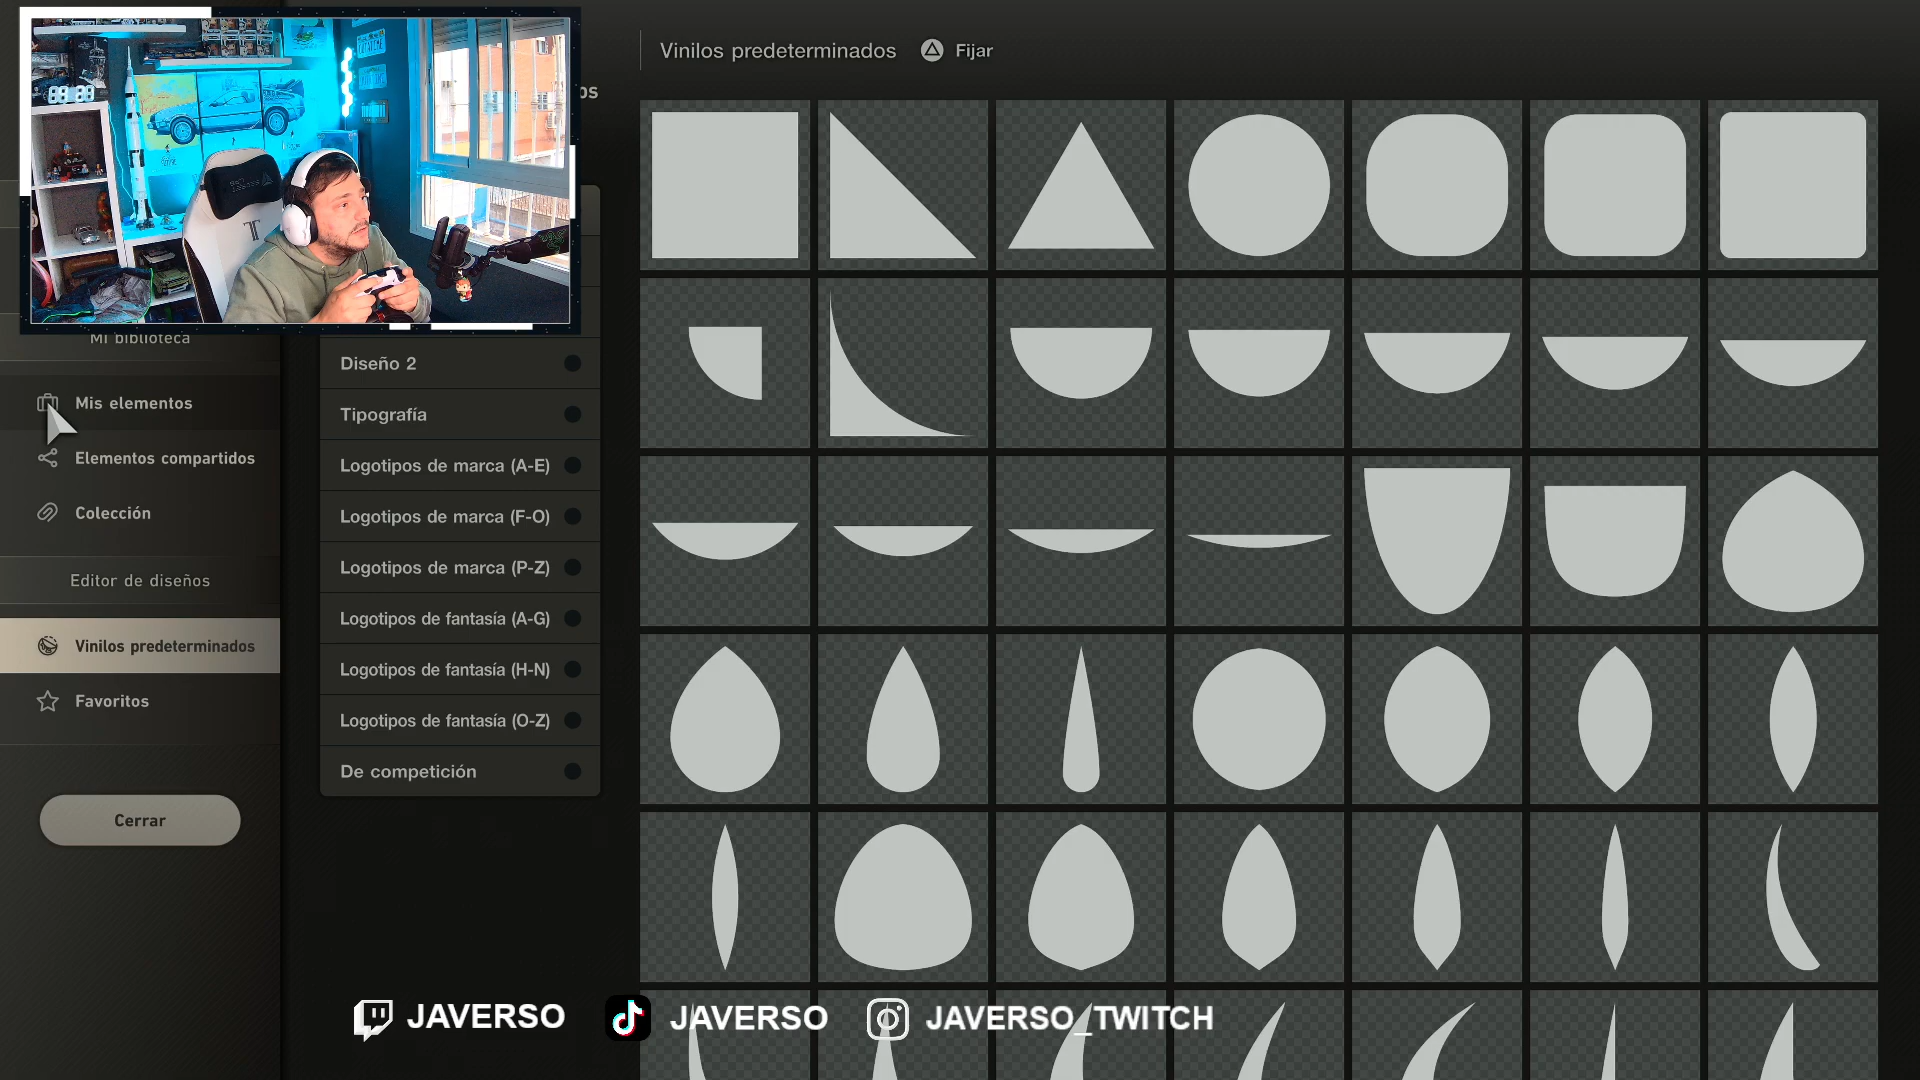 Vinilos predeterminados
Fijar
os
Mi biblioteca
Mis elementos
Elementos compartidos
Colección
Editor de diseños
Vinilos predeterminados
Favoritos
Cerrar
Diseño 2
Tipografía
Logotipos de marca (A-E)
Logotipos de marca (F-O)
Logotipos de marca (P-Z)
Logotipos de fantasía (A-G)
Logotipos de fantasía (H-N)
Logotipos de fantasía (O-Z)
De competición
JAVERSO
JAVERSO
JAVERSO_TWITCH